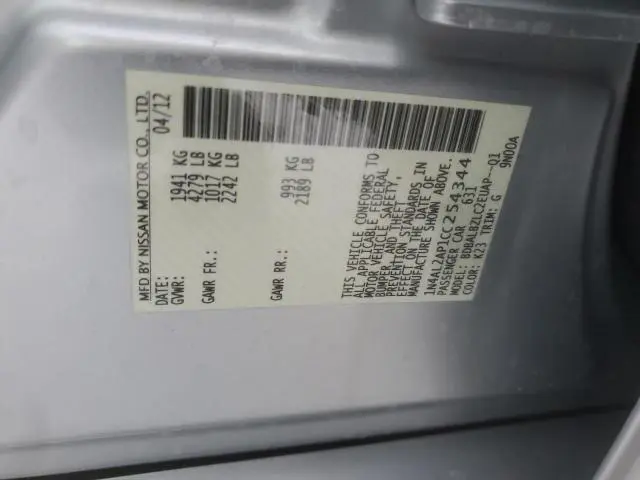 MFD BY NISSAN MOTOR CO., LTD.
DATE: 04/12
GVWR: 1941 KG
4279 LB
GAWR FR.: 1017 KG
2242 LB
GAWR RR.: 993 KG
2189 LB
THIS VEHICLE CONFORMS TO
ALL APPLICABLE FEDERAL
MOTOR VEHICLE SAFETY,
BUMPER, AND THEFT
PREVENTION STANDARDS IN
EFFECT ON THE DATE OF
MANUFACTURE SHOWN ABOVE.
1N4AL2AP1CC254344
PASSENGER CAR 631
MODEL: BDBALBZLC2EUAP--Q1
COLOR: K23 TRIM: G 9N00A